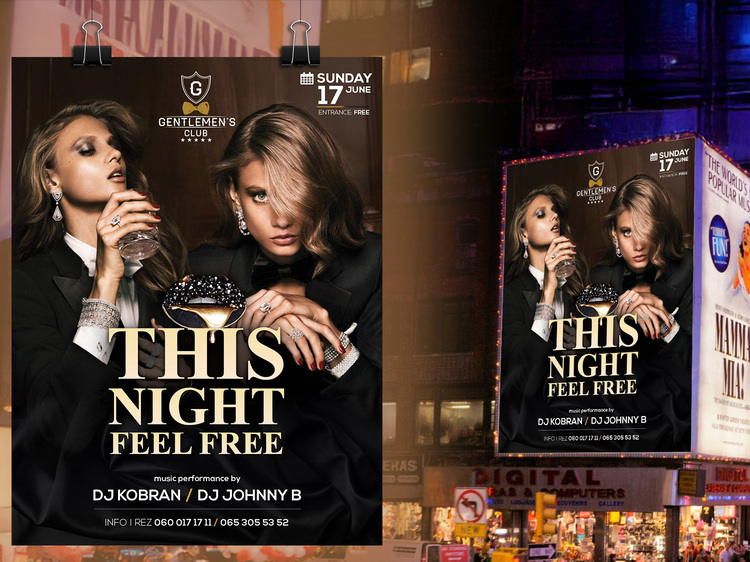 SUNDAY
17 JUNE
ENTRANCE: FREE
G
GENTLEMEN'S
CLUB
THIS
NIGHT
FEEL FREE
music performance by
DJ KOBRAN / DJ JOHNNY B
INFO I REZ 060 017 17 11 / 065 305 53 52
SUNDAY
17 JUNE
ENTRANCE: FREE
G
GENTLEMEN'S
CLUB
THIS
NIGHT
FEEL FREE
music performance by
DJ KOBRAN / DJ JOHNNY B
INFO I REZ 060 017 17 11 / 065 305 53 52
THE WORLD'S
POPULAR MUS
FUN!
MAMMA
MIA!
DIGITAL
& COMPUTERS